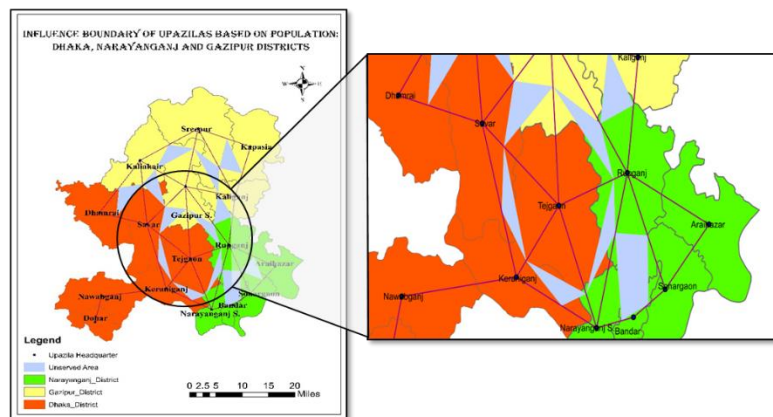 INFLUENCE BOUNDARY OF UPAZILAS BASED ON POPULATION:
DHAKA, NARAYANGANJ AND GAZIPUR DISTRICTS
N
Sreepur
Kapasia
Kaliakair
Kaliganj
Dhamrai
Gazipur S.
Savar
Rupganj
Tejgaon
Araihazar
Keraniganj
Sonargaon
Nawabganj
Bandar
Narayanganj S.
Dohar
Legend
Upazila Headquarter
Unserved Area
Narayanganj_District
Gazipur_District
Dhaka_District
0 2.5 5 10 15 20
Miles
Kaliganj
Dhamrai
Savar
Rupganj
Tejgaon
Araihazar
Keraniganj
Sonargaon
Nawabganj
Narayanganj S.
Bandar